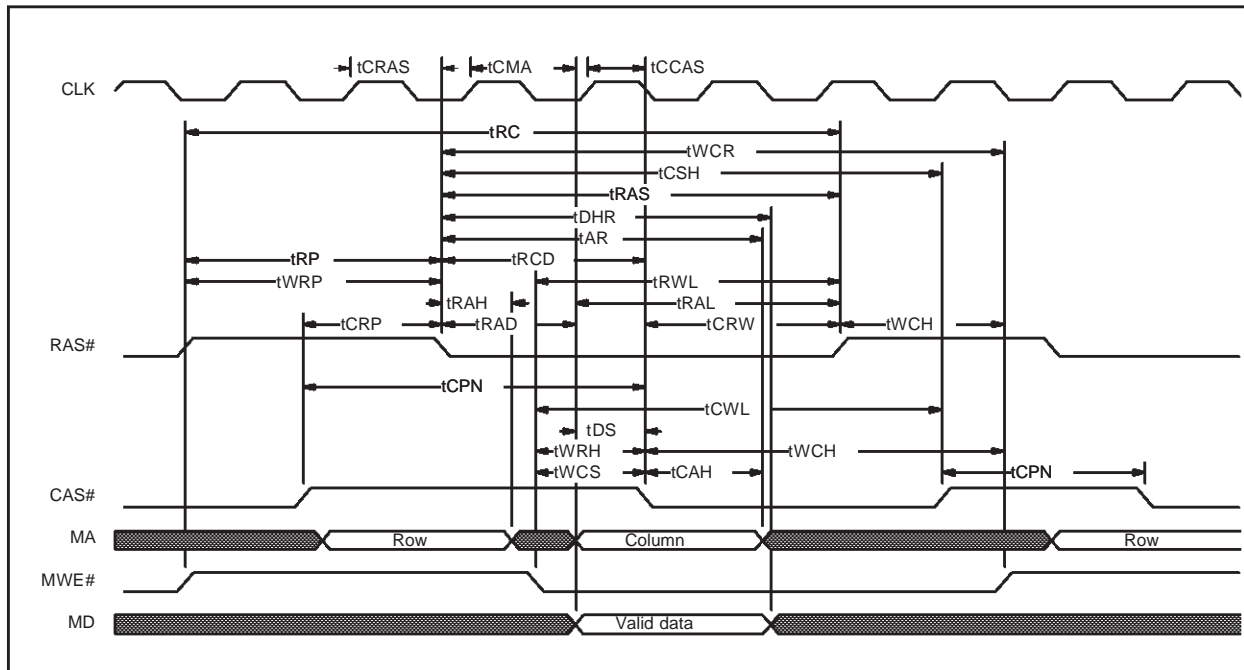 tCRAS tCMA tCCAS
CLK
tRC
tWCR
tCSH
tRAS
tDHR
tAR
tRP tRCD
tWRP tRWL
tRAH tRAL
tCRP tRAD tCRW tWCH
RAS#
tCPN
tCWL
tDS
tWRH tWCH
tWCS tCAH tCPN
CAS#
MA Row Column Row
MWE#
MD Valid data